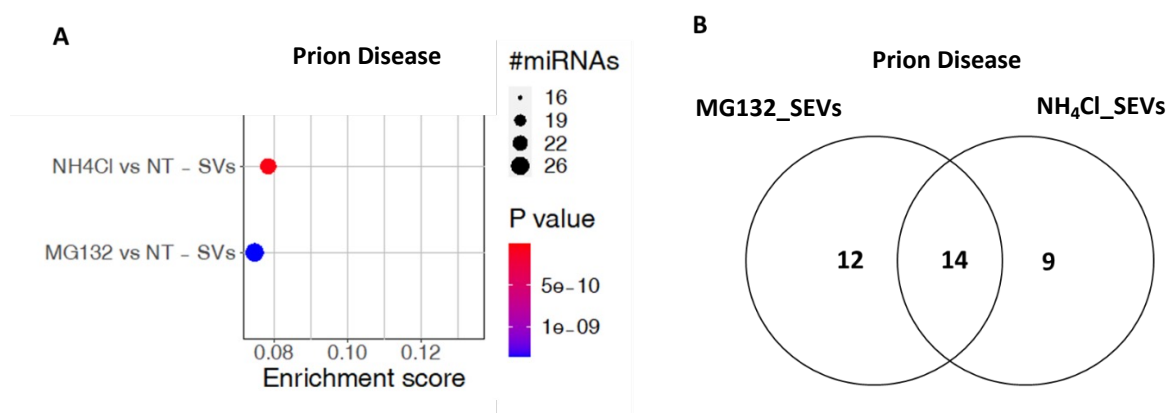 A
Prion Disease
#miRNAs
16
19
22
26
NH4Cl vs NT - SVs
MG132 vs NT - SVs
P value
5e-10
1e-09
0.08 0.10 0.12
Enrichment score
B
Prion Disease
MG132_SEVs
NH₄Cl_SEVs
12 14 9